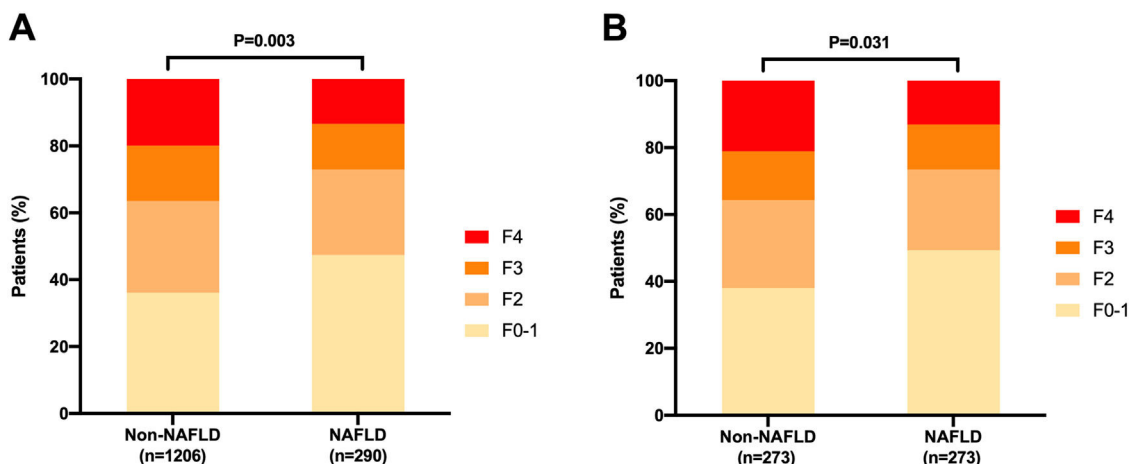 A
P=0.003
100
80
60
40
20
0
Patients (%)
Non-NAFLD
(n=1206)
NAFLD
(n=290)
F4
F3
F2
F0-1
B
P=0.031
100
80
60
40
20
0
Patients (%)
Non-NAFLD
(n=273)
NAFLD
(n=273)
F4
F3
F2
F0-1